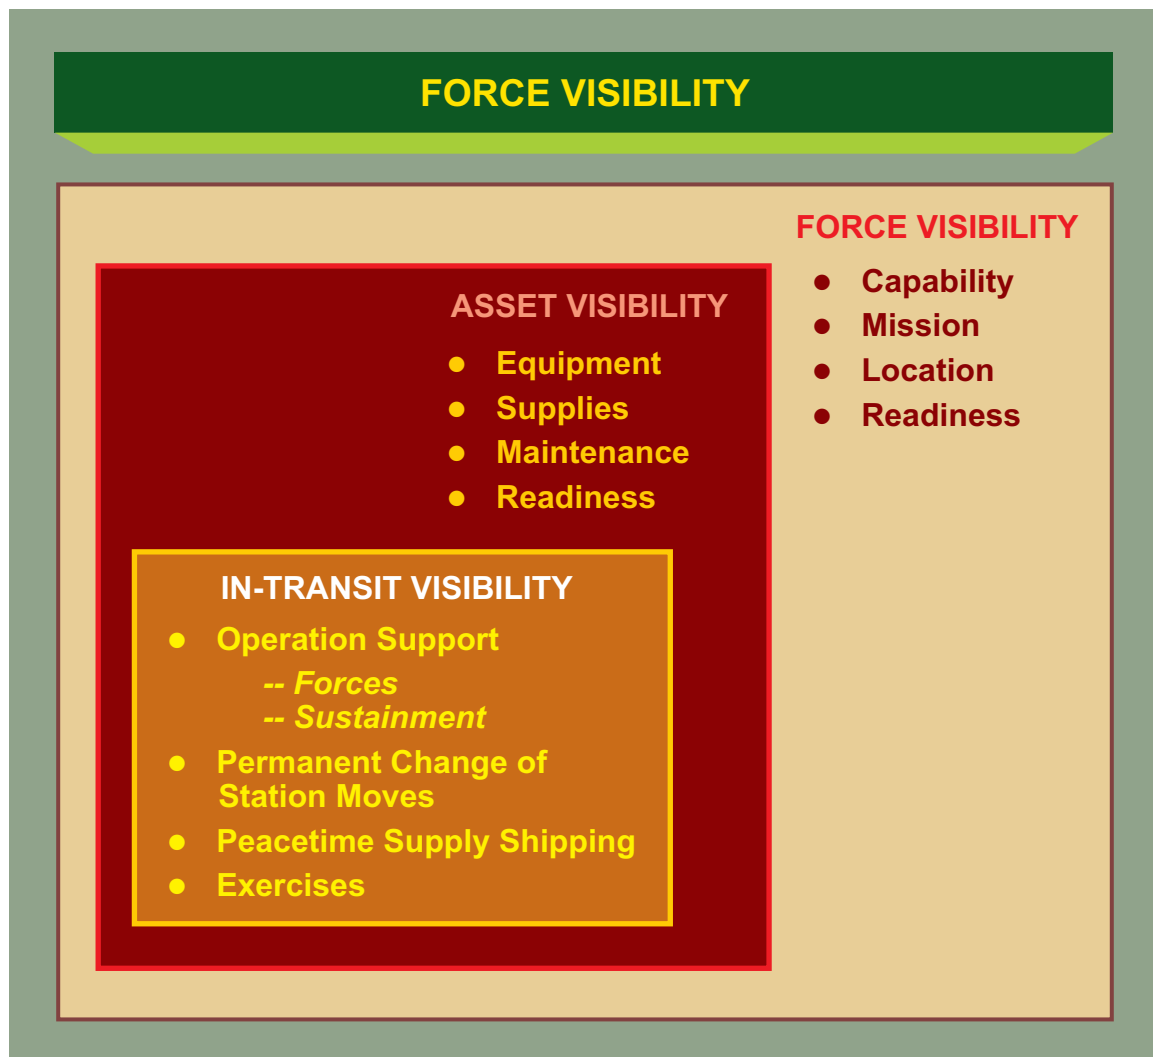 FORCE VISIBILITY
FORCE VISIBILITY
● Capability
● Mission
● Location
● Readiness
ASSET VISIBILITY
● Equipment
● Supplies
● Maintenance
● Readiness
IN-TRANSIT VISIBILITY
● Operation Support
-- Forces
-- Sustainment
● Permanent Change of
Station Moves
● Peacetime Supply Shipping
● Exercises